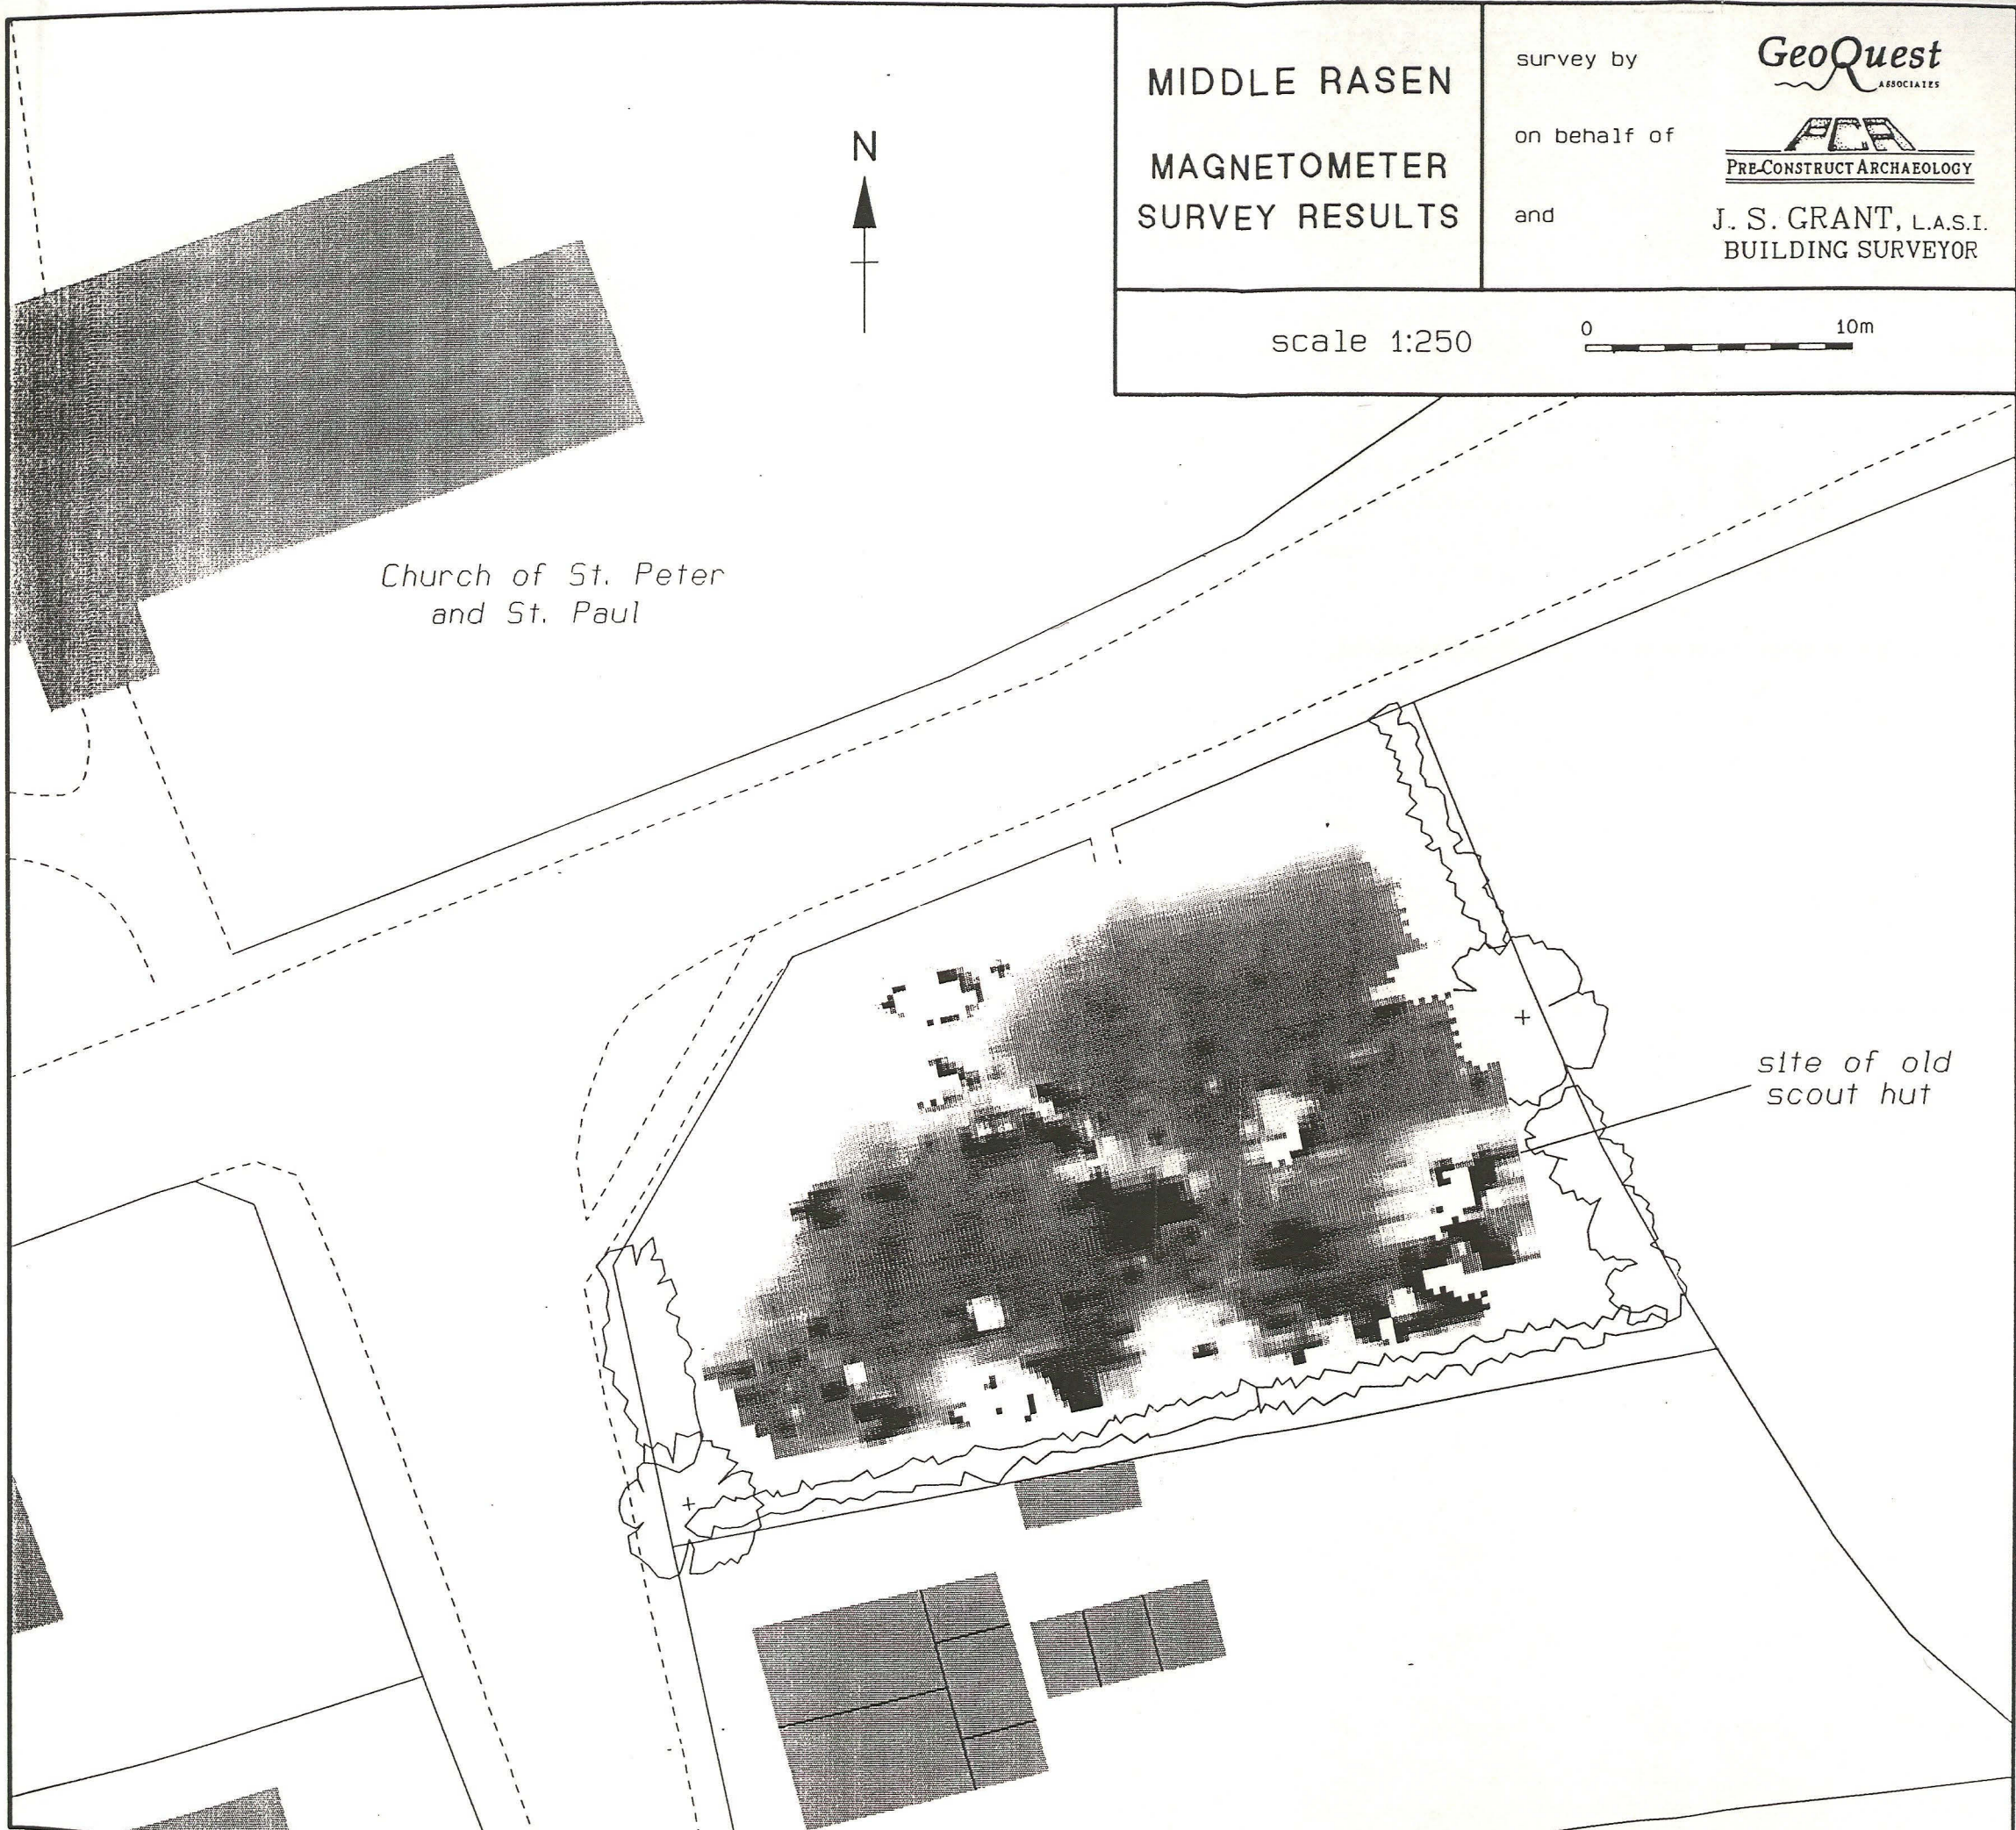 MIDDLE RASEN
MAGNETOMETER
SURVEY RESULTS
survey by
GeoQuest
ASSOCIATES
on behalf of
PCA
PRE-CONSTRUCT ARCHAEOLOGY
and
J. S. GRANT, L.A.S.I.
BUILDING SURVEYOR
scale 1:250
0 10m
N
Church of St. Peter
and St. Paul
site of old
scout hut